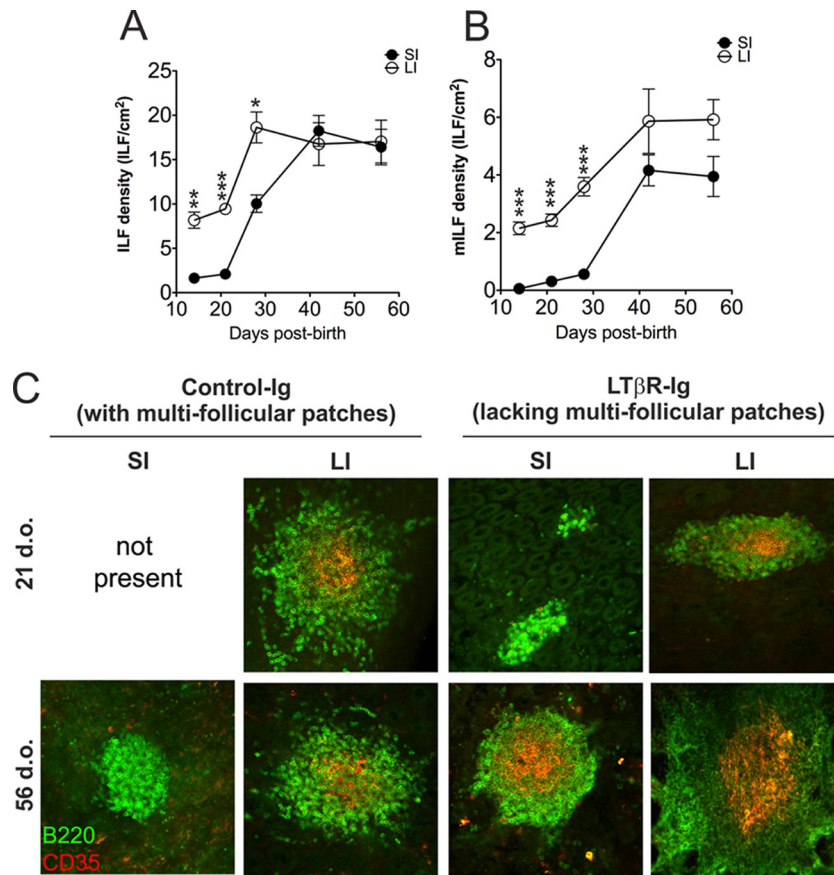 A
B
SI
LI
SI
LI
ILF density (ILF/cm²)
25
20
15
10
5
0
**
***
*
10 20 30 40 50 60
Days post-birth
mILF density (ILF/cm²)
8
6
4
2
0
***
***
***
10 20 30 40 50 60
Days post-birth
C
Control-Ig
(with multi-follicular patches)
LTβR-Ig
(lacking multi-follicular patches)
SI LI SI LI
21 d.o.
not
present
56 d.o.
B220
CD35